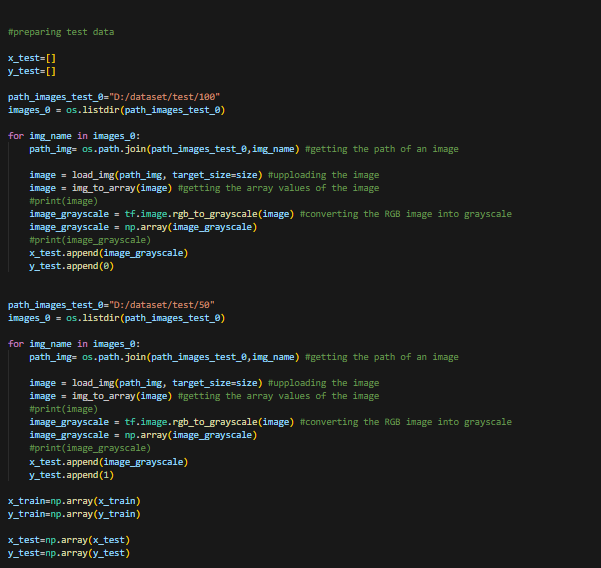 #preparing test data
x_test=[]
y_test=[]
path_images_test_0="D:/dataset/test/100"
images_0 = os.listdir(path_images_test_0)
for img_name in images_0:
path_img= os.path.join(path_images_test_0,img_name) #getting the path of an image
image = load_img(path_img, target_size=size) #upploading the image
image = img_to_array(image) #getting the array values of the image
#print(image)
image_grayscale = tf.image.rgb_to_grayscale(image) #converting the RGB image into grayscale
image_grayscale = np.array(image_grayscale)
#print(image_grayscale)
x_test.append(image_grayscale)
y_test.append(0)
path_images_test_0="D:/dataset/test/50"
images_0 = os.listdir(path_images_test_0)
for img_name in images_0:
path_img= os.path.join(path_images_test_0,img_name) #getting the path of an image
image = load_img(path_img, target_size=size) #upploading the image
image = img_to_array(image) #getting the array values of the image
#print(image)
image_grayscale = tf.image.rgb_to_grayscale(image) #converting the RGB image into grayscale
image_grayscale = np.array(image_grayscale)
#print(image_grayscale)
x_test.append(image_grayscale)
y_test.append(1)
x_train=np.array(x_train)
y_train=np.array(y_train)
x_test=np.array(x_test)
y_test=np.array(y_test)